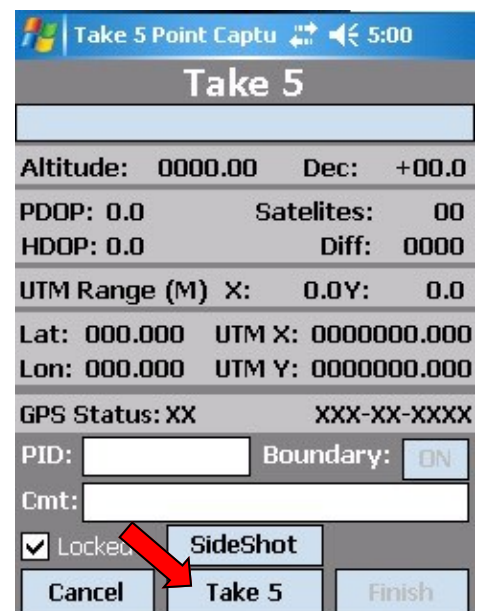 Take 5 Point Captu 5:00
Take 5
Altitude: 0000.00 Dec: +00.0
PDOP: 0.0 Satelites: 00
HDOP: 0.0 Diff: 0000
UTM Range (M) X: 0.0Y: 0.0
Lat: 000.000 UTM X: 0000000.000
Lon: 000.000 UTM Y: 0000000.000
GPS Status: XX XXX-XX-XXXX
PID: Boundary: ON
Cmt:
Locked SideShot
Cancel Take 5 Finish